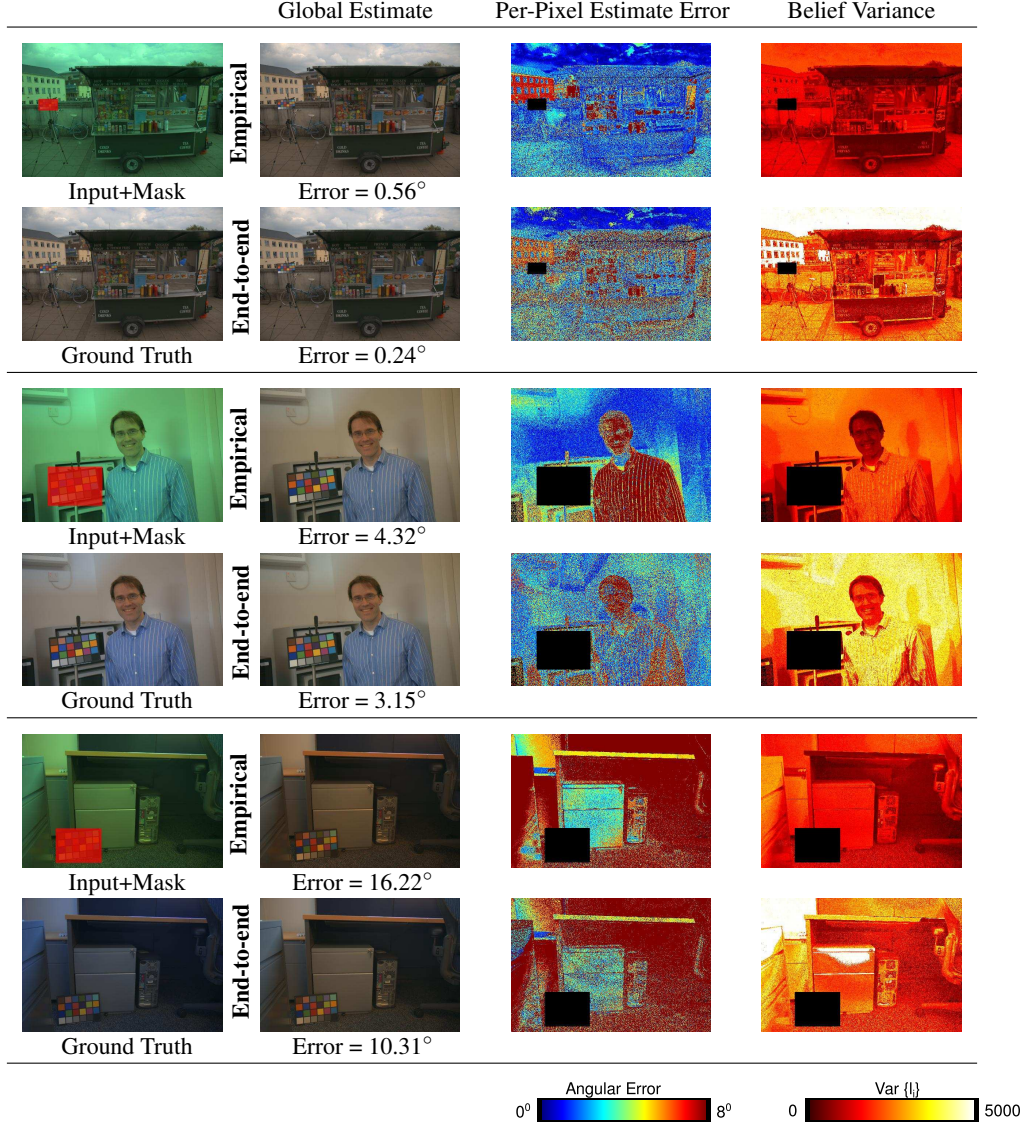 Global Estimate Per-Pixel Estimate Error Belief Variance
Empirical
Input+Mask Error = 0.56°
End-to-end
Ground Truth Error = 0.24°
Empirical
Input+Mask Error = 4.32°
End-to-end
Ground Truth Error = 3.15°
Empirical
Input+Mask Error = 16.22°
End-to-end
Ground Truth Error = 10.31°
Angular Error Var {l_i}
0⁰ 8⁰ 0 5000